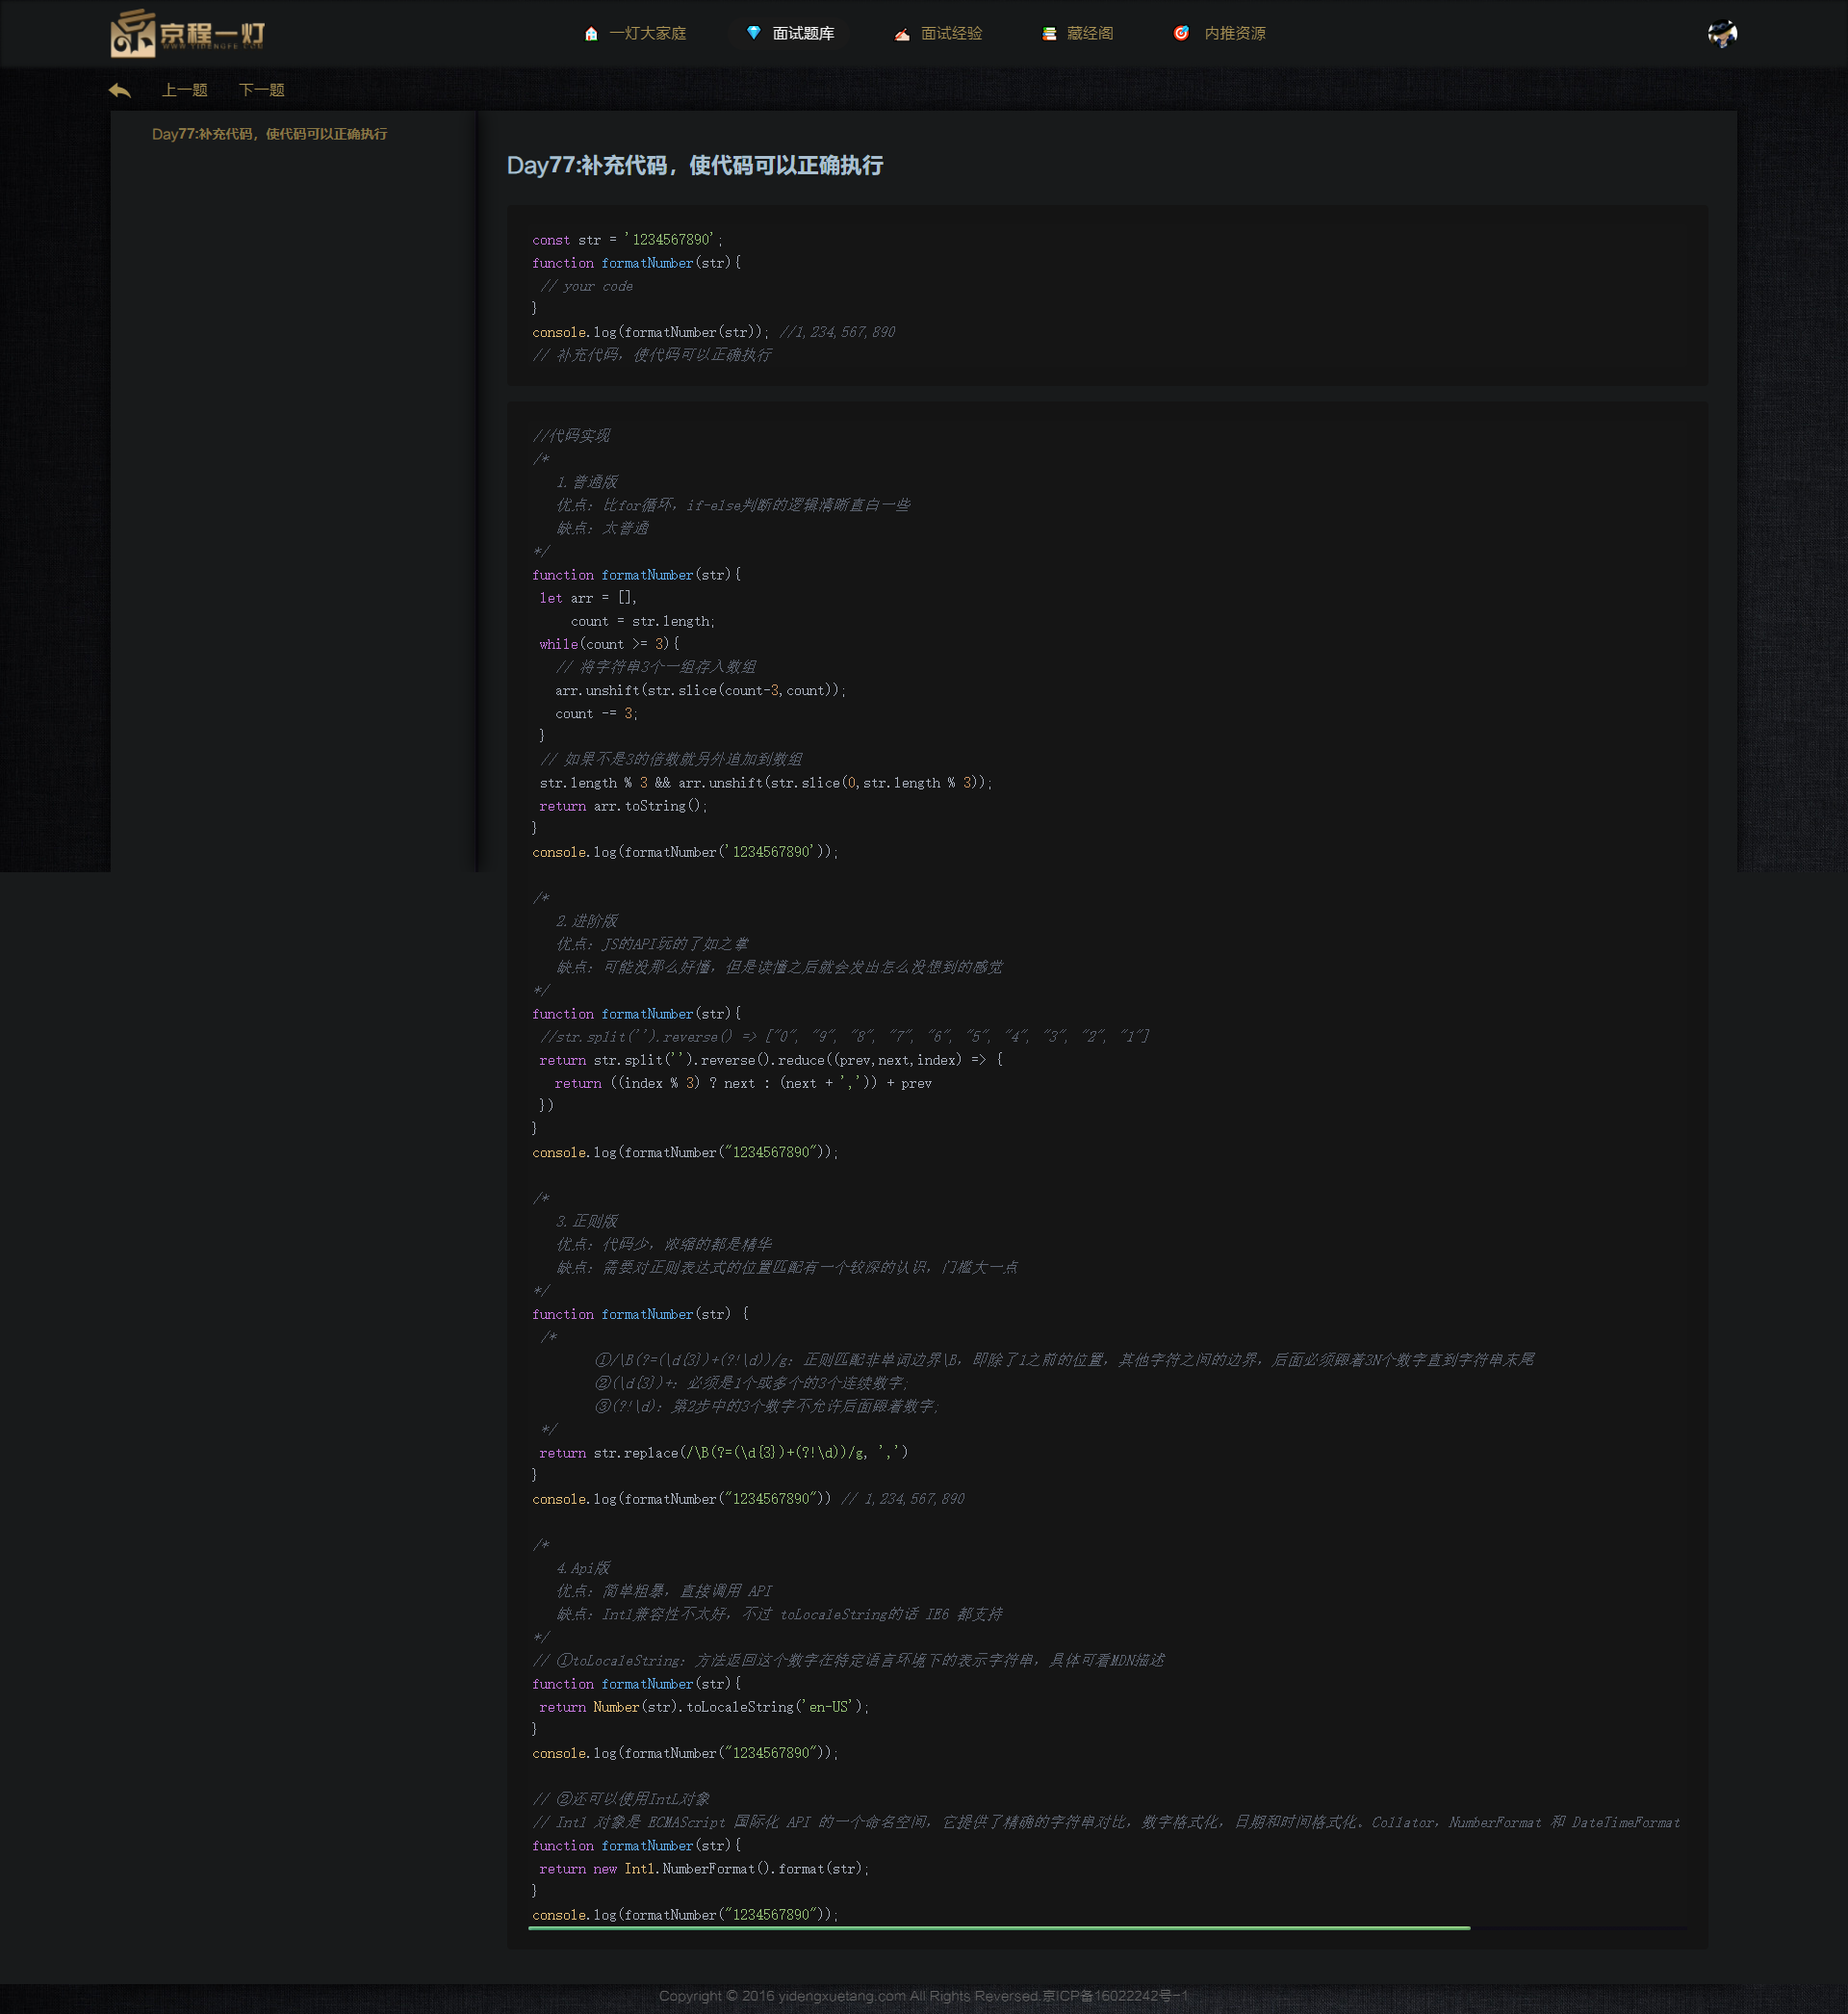 京程一灯
WWW.YIDENGFE.COM
一灯大家庭
面试题库
面试经验
藏经阁
内推资源
上一题
下一题
Day77:补充代码，使代码可以正确执行
Day77:补充代码，使代码可以正确执行
const str = '1234567890';
function formatNumber(str){
 // your code
}
console.log(formatNumber(str)); //1,234,567,890
// 补充代码，使代码可以正确执行
//代码实现
/*
   1.普通版
   优点：比for循环，if-else判断的逻辑清晰直白一些
   缺点：太普通
*/
function formatNumber(str){
 let arr = [],
     count = str.length;
 while(count >= 3){
   // 将字符串3个一组存入数组
   arr.unshift(str.slice(count-3,count));
   count -= 3;
 }
 // 如果不是3的倍数就另外追加到数组
 str.length % 3 && arr.unshift(str.slice(0,str.length % 3));
 return arr.toString();
}
console.log(formatNumber('1234567890'));
/*
   2.进阶版
   优点：JS的API玩的了如之掌
   缺点：可能没那么好懂，但是读懂之后就会发出怎么没想到的感觉
*/
function formatNumber(str){
 //str.split('').reverse() => ["0", "9", "8", "7", "6", "5", "4", "3", "2", "1"]
 return str.split('').reverse().reduce((prev,next,index) => {
   return ((index % 3) ? next : (next + ',')) + prev
 })
}
console.log(formatNumber("1234567890"));
/*
   3.正则版
   优点：代码少，浓缩的都是精华
   缺点：需要对正则表达式的位置匹配有一个较深的认识，门槛大一点
*/
function formatNumber(str) {
 /*
        ①/\B(?=(\d{3})+(?!\d))/g：正则匹配非单词边界\B，即除了1之前的位置，其他字符之间的边界，后面必须跟着3N个数字直到字符串末尾
        ②(\d{3})+：必须是1个或多个的3个连续数字;
        ③(?!\d)：第2步中的3个数字不允许后面跟着数字;
 */
 return str.replace(/\B(?=(\d{3})+(?!\d))/g, ',')
}
console.log(formatNumber("1234567890")) // 1,234,567,890
/*
   4.Api版
   优点：简单粗暴，直接调用 API
   缺点：Intl兼容性不太好，不过 toLocaleString的话 IE6 都支持
*/
// ①toLocaleString：方法返回这个数字在特定语言环境下的表示字符串，具体可看MDN描述
function formatNumber(str){
 return Number(str).toLocaleString('en-US');
}
console.log(formatNumber("1234567890"));
// ②还可以使用IntL对象
// Intl 对象是 ECMAScript 国际化 API 的一个命名空间，它提供了精确的字符串对比，数字格式化，日期和时间格式化。Collator，NumberFormat 和 DateTimeFormat
function formatNumber(str){
 return new Intl.NumberFormat().format(str);
}
console.log(formatNumber("1234567890"));
Copyright © 2016 yidengxuetang.com All Rights Reversed.京ICP备16022242号-1